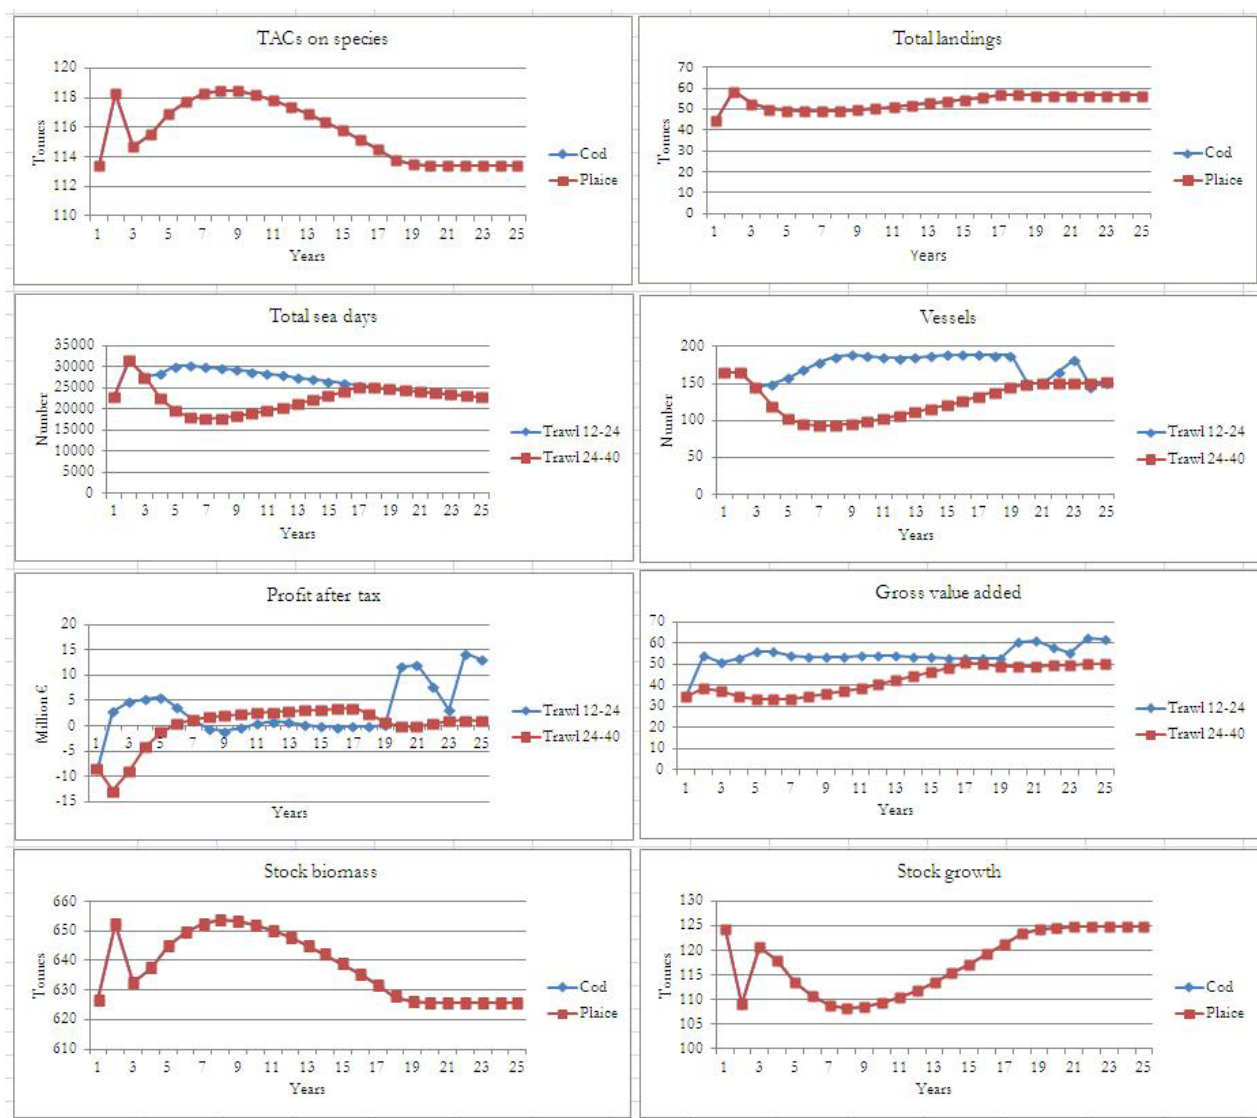 TACs on species
120
118
116
114
112
110
Tonnes
1 3 5 7 9 11 13 15 17 19 21 23 25
Years
Cod
Plaice
Total landings
70
60
50
40
30
20
10
0
Tonnes
1 3 5 7 9 11 13 15 17 19 21 23 25
Years
Cod
Plaice
Total sea days
35000
30000
25000
20000
15000
10000
5000
0
Number
1 3 5 7 9 11 13 15 17 19 21 23 25
Years
Trawl 12-24
Trawl 24-40
Vessels
200
150
100
50
0
Number
1 3 5 7 9 11 13 15 17 19 21 23 25
Years
Trawl 12-24
Trawl 24-40
Profit after tax
20
15
10
5
0
-5
-10
-15
Million €
1 3 5 7 9 11 13 15 17 19 21 23 25
Years
Trawl 12-24
Trawl 24-40
Gross value added
70
60
50
40
30
20
10
0
1 3 5 7 9 11 13 15 17 19 21 23 25
Years
Trawl 12-24
Trawl 24-40
Stock biomass
660
650
640
630
620
610
Tonnes
1 3 5 7 9 11 13 15 17 19 21 23 25
Years
Cod
Plaice
Stock growth
130
125
120
115
110
105
100
Tonnes
1 3 5 7 9 11 13 15 17 19 21 23 25
Years
Cod
Plaice